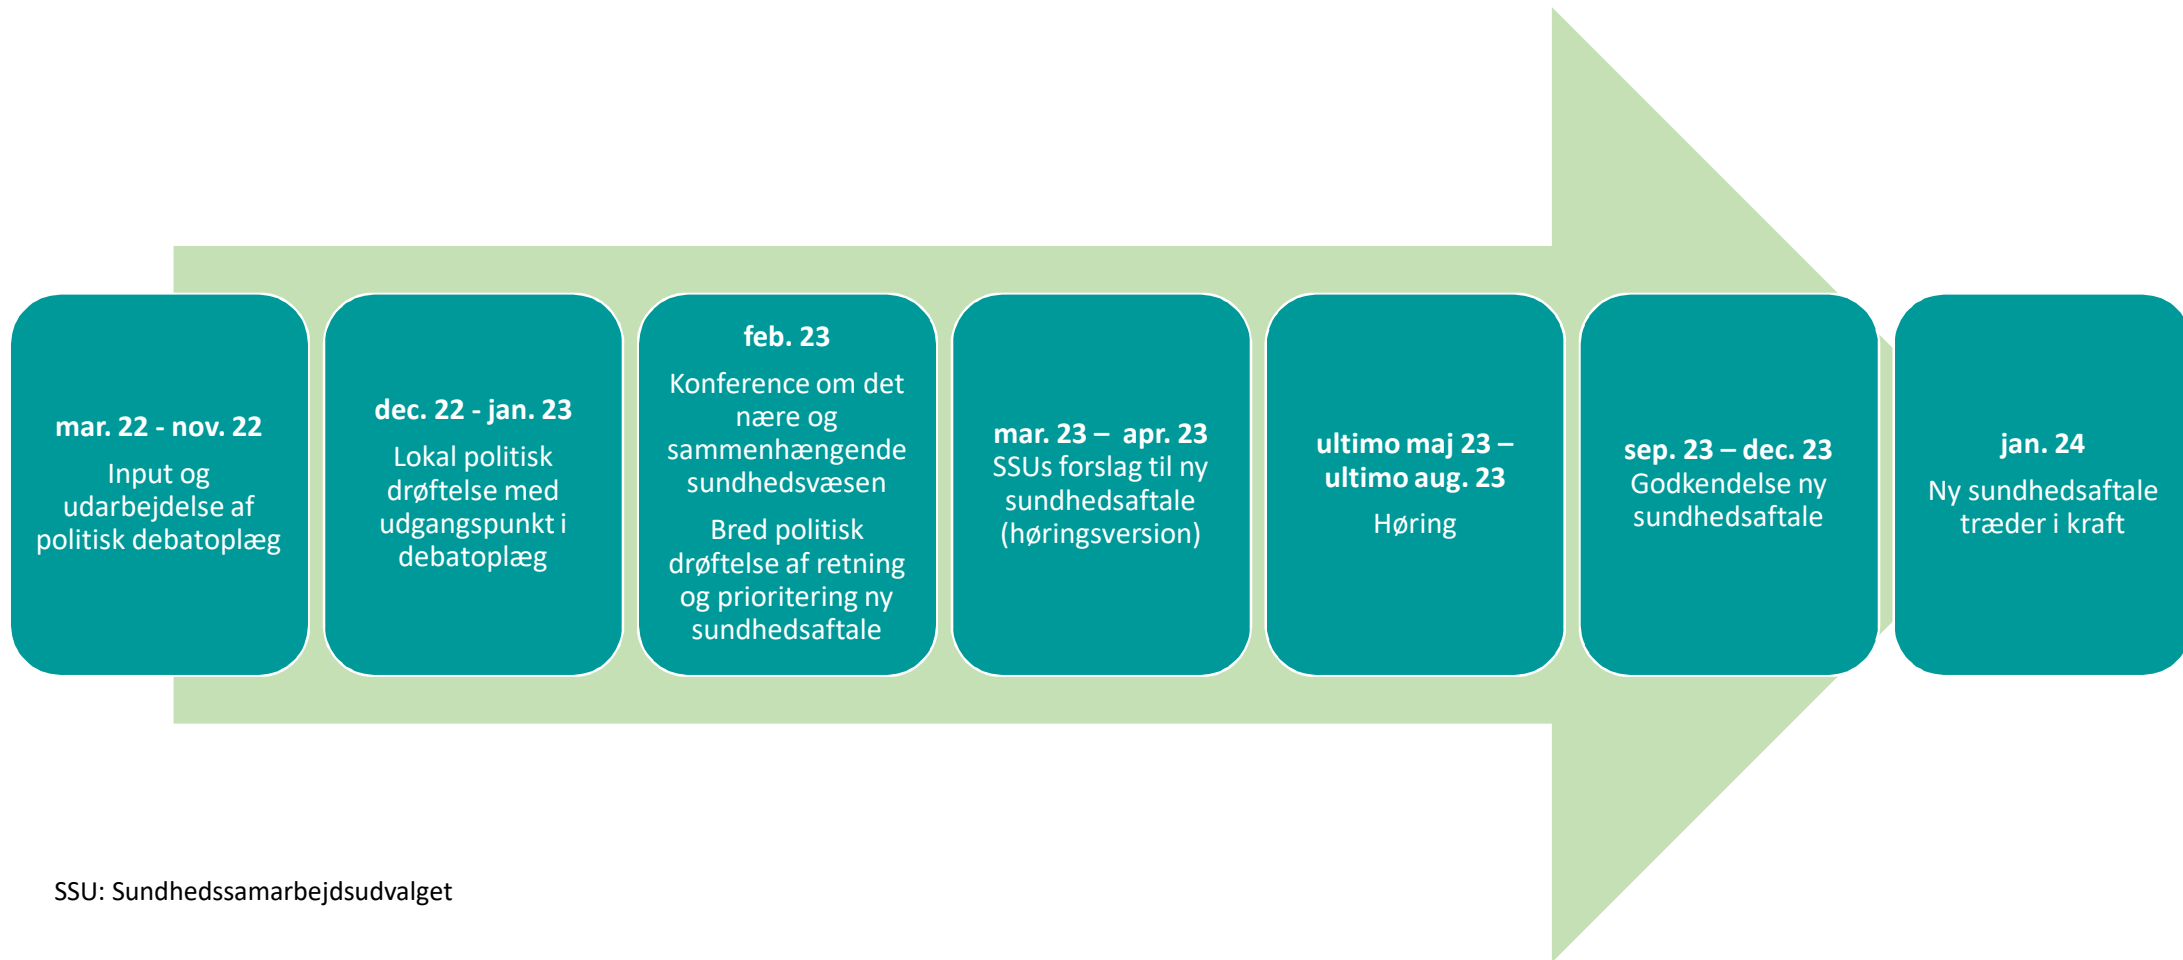 mar. 22 - nov. 22
Input og
udarbejdelse af
politisk debatoplæg
dec. 22 - jan. 23
Lokal politisk
drøftelse med
udgangspunkt i
debatoplæg
feb. 23
Konference om det
nære og
sammenhængende
sundhedsvæsen
Bred politisk
drøftelse af retning
og prioritering ny
sundhedsaftale
mar. 23 –  apr. 23
SSUs forslag til ny
sundhedsaftale
(høringsversion)
ultimo maj 23 –
ultimo aug. 23
Høring
sep. 23 – dec. 23
Godkendelse ny
sundhedsaftale
jan. 24
Ny sundhedsaftale
træder i kraft
SSU: Sundhedssamarbejdsudvalget